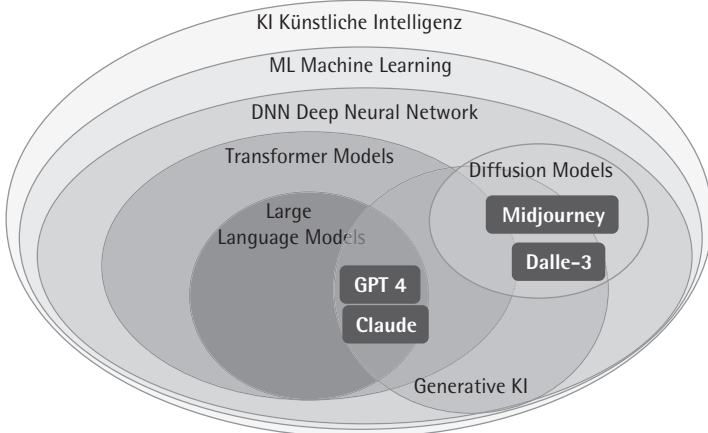 KI Künstliche Intelligenz
ML Machine Learning
DNN Deep Neural Network
Transformer Models
Diffusion Models
Large
Language Models
Midjourney
Dalle-3
GPT 4
Claude
Generative KI